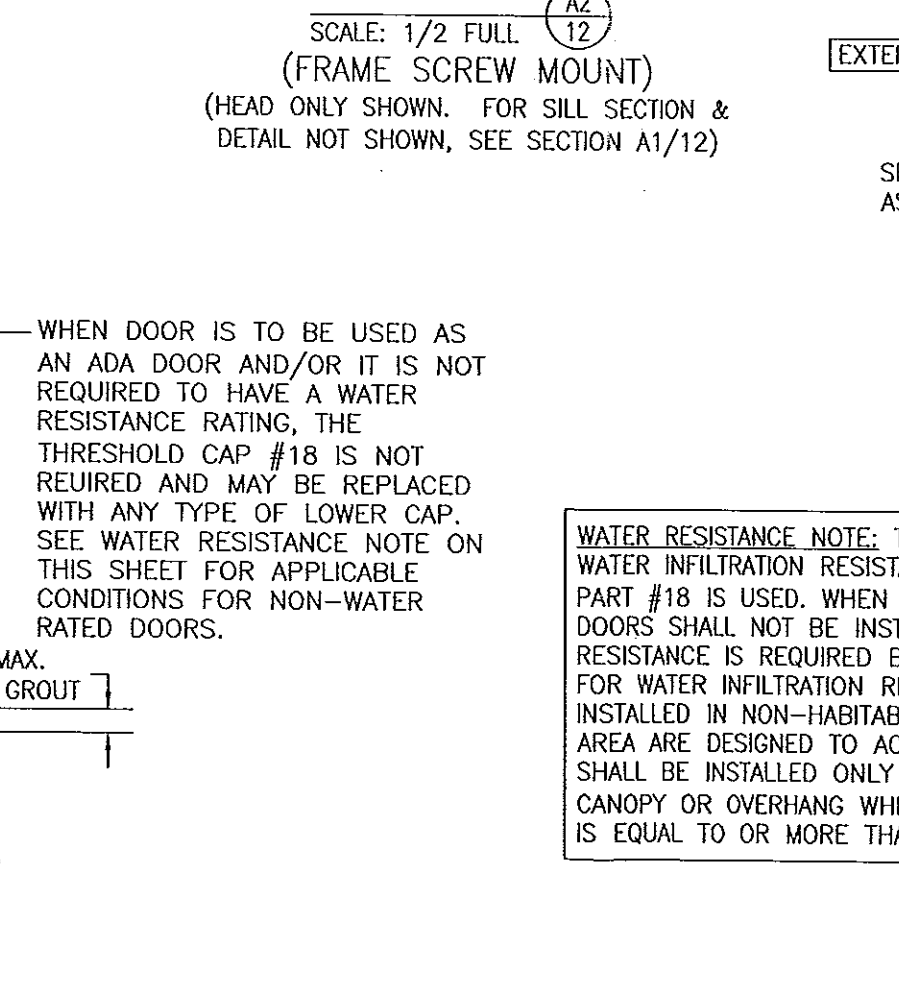 A2
SCALE: 1/2 FULL 12
(FRAME SCREW MOUNT)
(HEAD ONLY SHOWN. FOR SILL SECTION &
DETAIL NOT SHOWN, SEE SECTION A1/12)
WHEN DOOR IS TO BE USED AS
AN ADA DOOR AND/OR IT IS NOT
REQUIRED TO HAVE A WATER
RESISTANCE RATING, THE
THRESHOLD CAP #18 IS NOT
REUIRED AND MAY BE REPLACED
WITH ANY TYPE OF LOWER CAP.
SEE WATER RESISTANCE NOTE ON
THIS SHEET FOR APPLICABLE
CONDITIONS FOR NON-WATER
RATED DOORS.
MAX.
GROUT
WATER RESISTANCE NOTE:
WATER INFILTRATION
PART #18 IS USED. WHEN
DOORS SHALL NOT BE
RESISTANCE IS REQUIRED
FOR WATER INFILTRATION
INSTALLED IN
AREA ARE DESIGNED TO
SHALL BE INSTALLED ONLY
CANOPY OR OVERHANG
IS EQUAL TO OR MORE